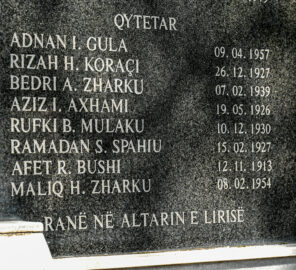 QYTETAR
ADNAN I. GULA 09. 04. 1957
RIZAH H. KORAÇI 26. 12. 1927
BEDRI A. ZHARKU 07. 02. 1939
AZIZ I. AXHAMI 19. 05. 1926
RUFKI B. MULAKU 10. 12. 1930
RAMADAN S. SPAHIU 15. 02. 1927
AFET R. BUSHI 12. 11. 1913
MALIQ H. ZHARKU 08. 02. 1954
RANË NË ALTARIN E LIRISË